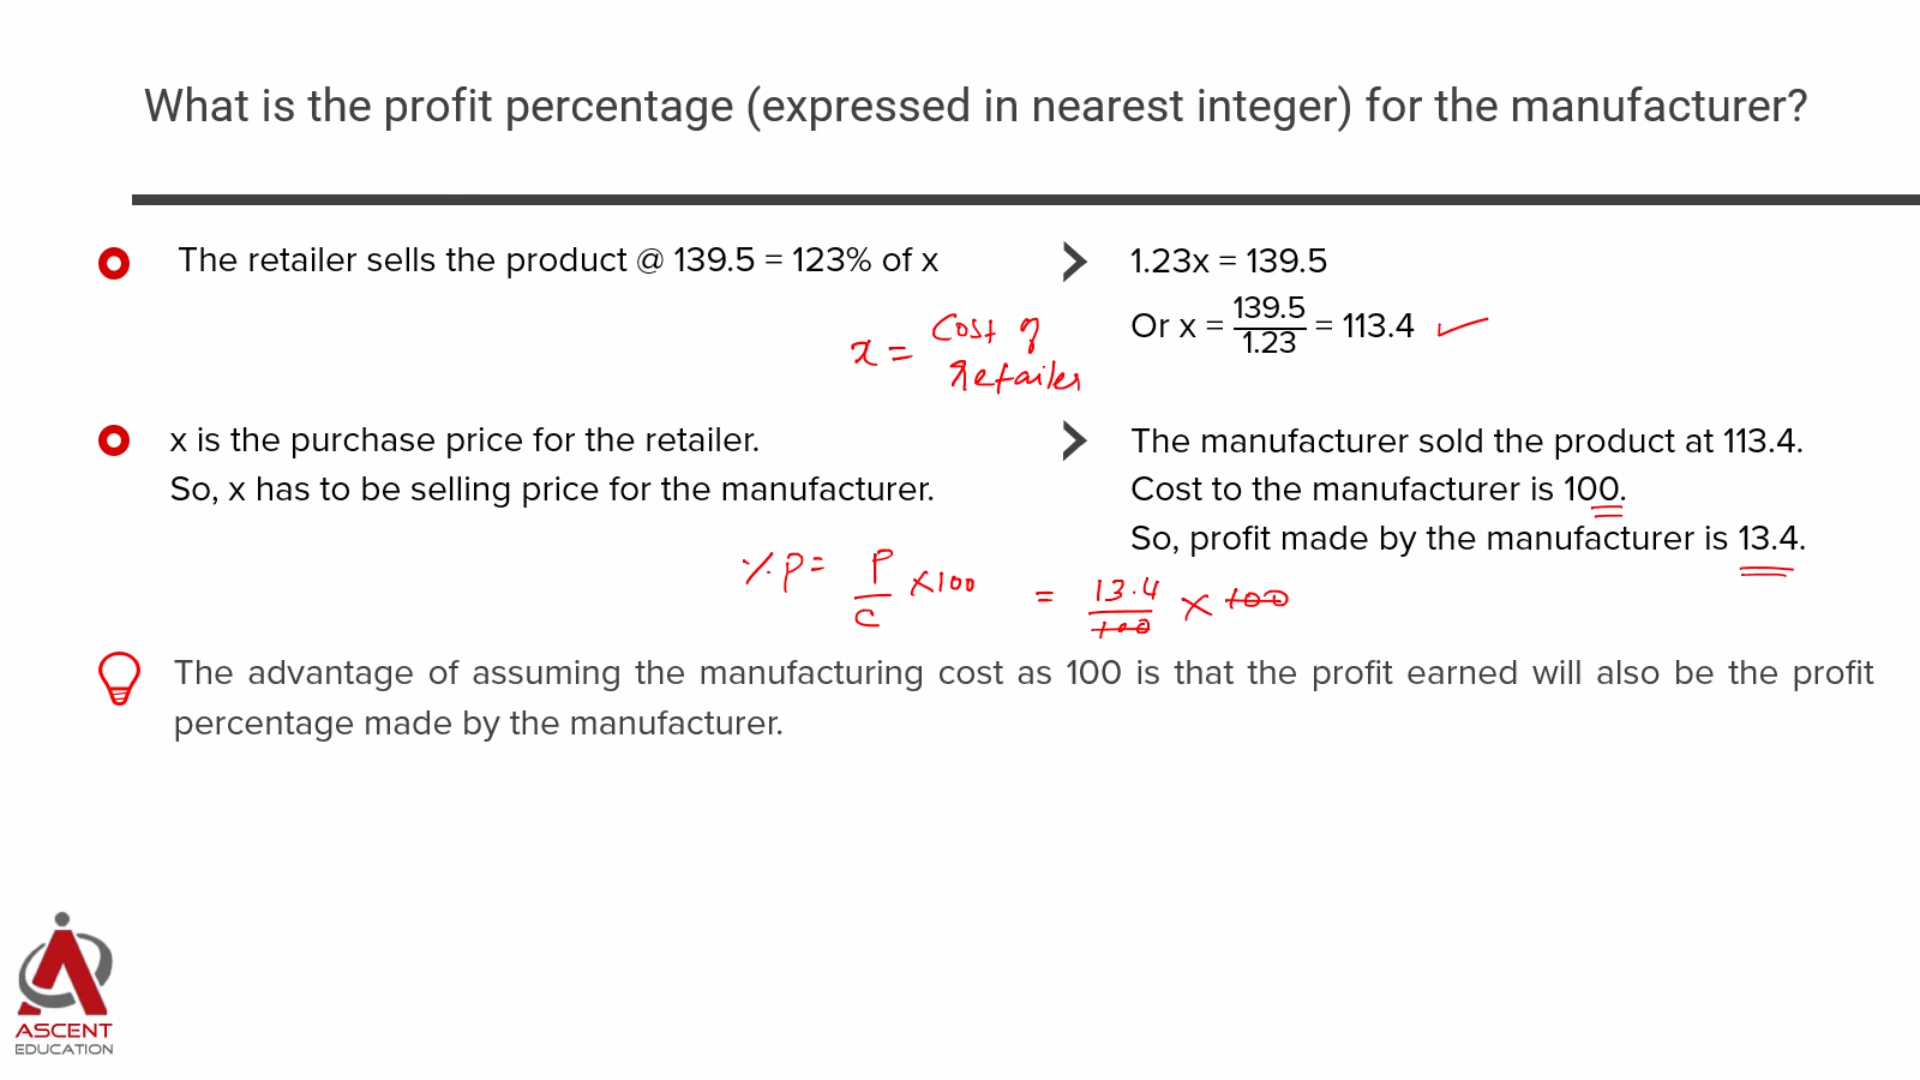 What is the profit percentage (expressed in nearest integer) for the manufacturer?
The retailer sells the product @ 139.5 = 123% of x
1.23x = 139.5
Or x = 139.5/1.23 = 113.4
x = Cost of
Retailer
x is the purchase price for the retailer.
So, x has to be selling price for the manufacturer.
The manufacturer sold the product at 113.4.
Cost to the manufacturer is 100.
So, profit made by the manufacturer is 13.4.
% P = P/C ×100 = 13.4/100 × 100
The advantage of assuming the manufacturing cost as 100 is that the profit earned will also be the profit
percentage made by the manufacturer.
ASCENT
EDUCATION